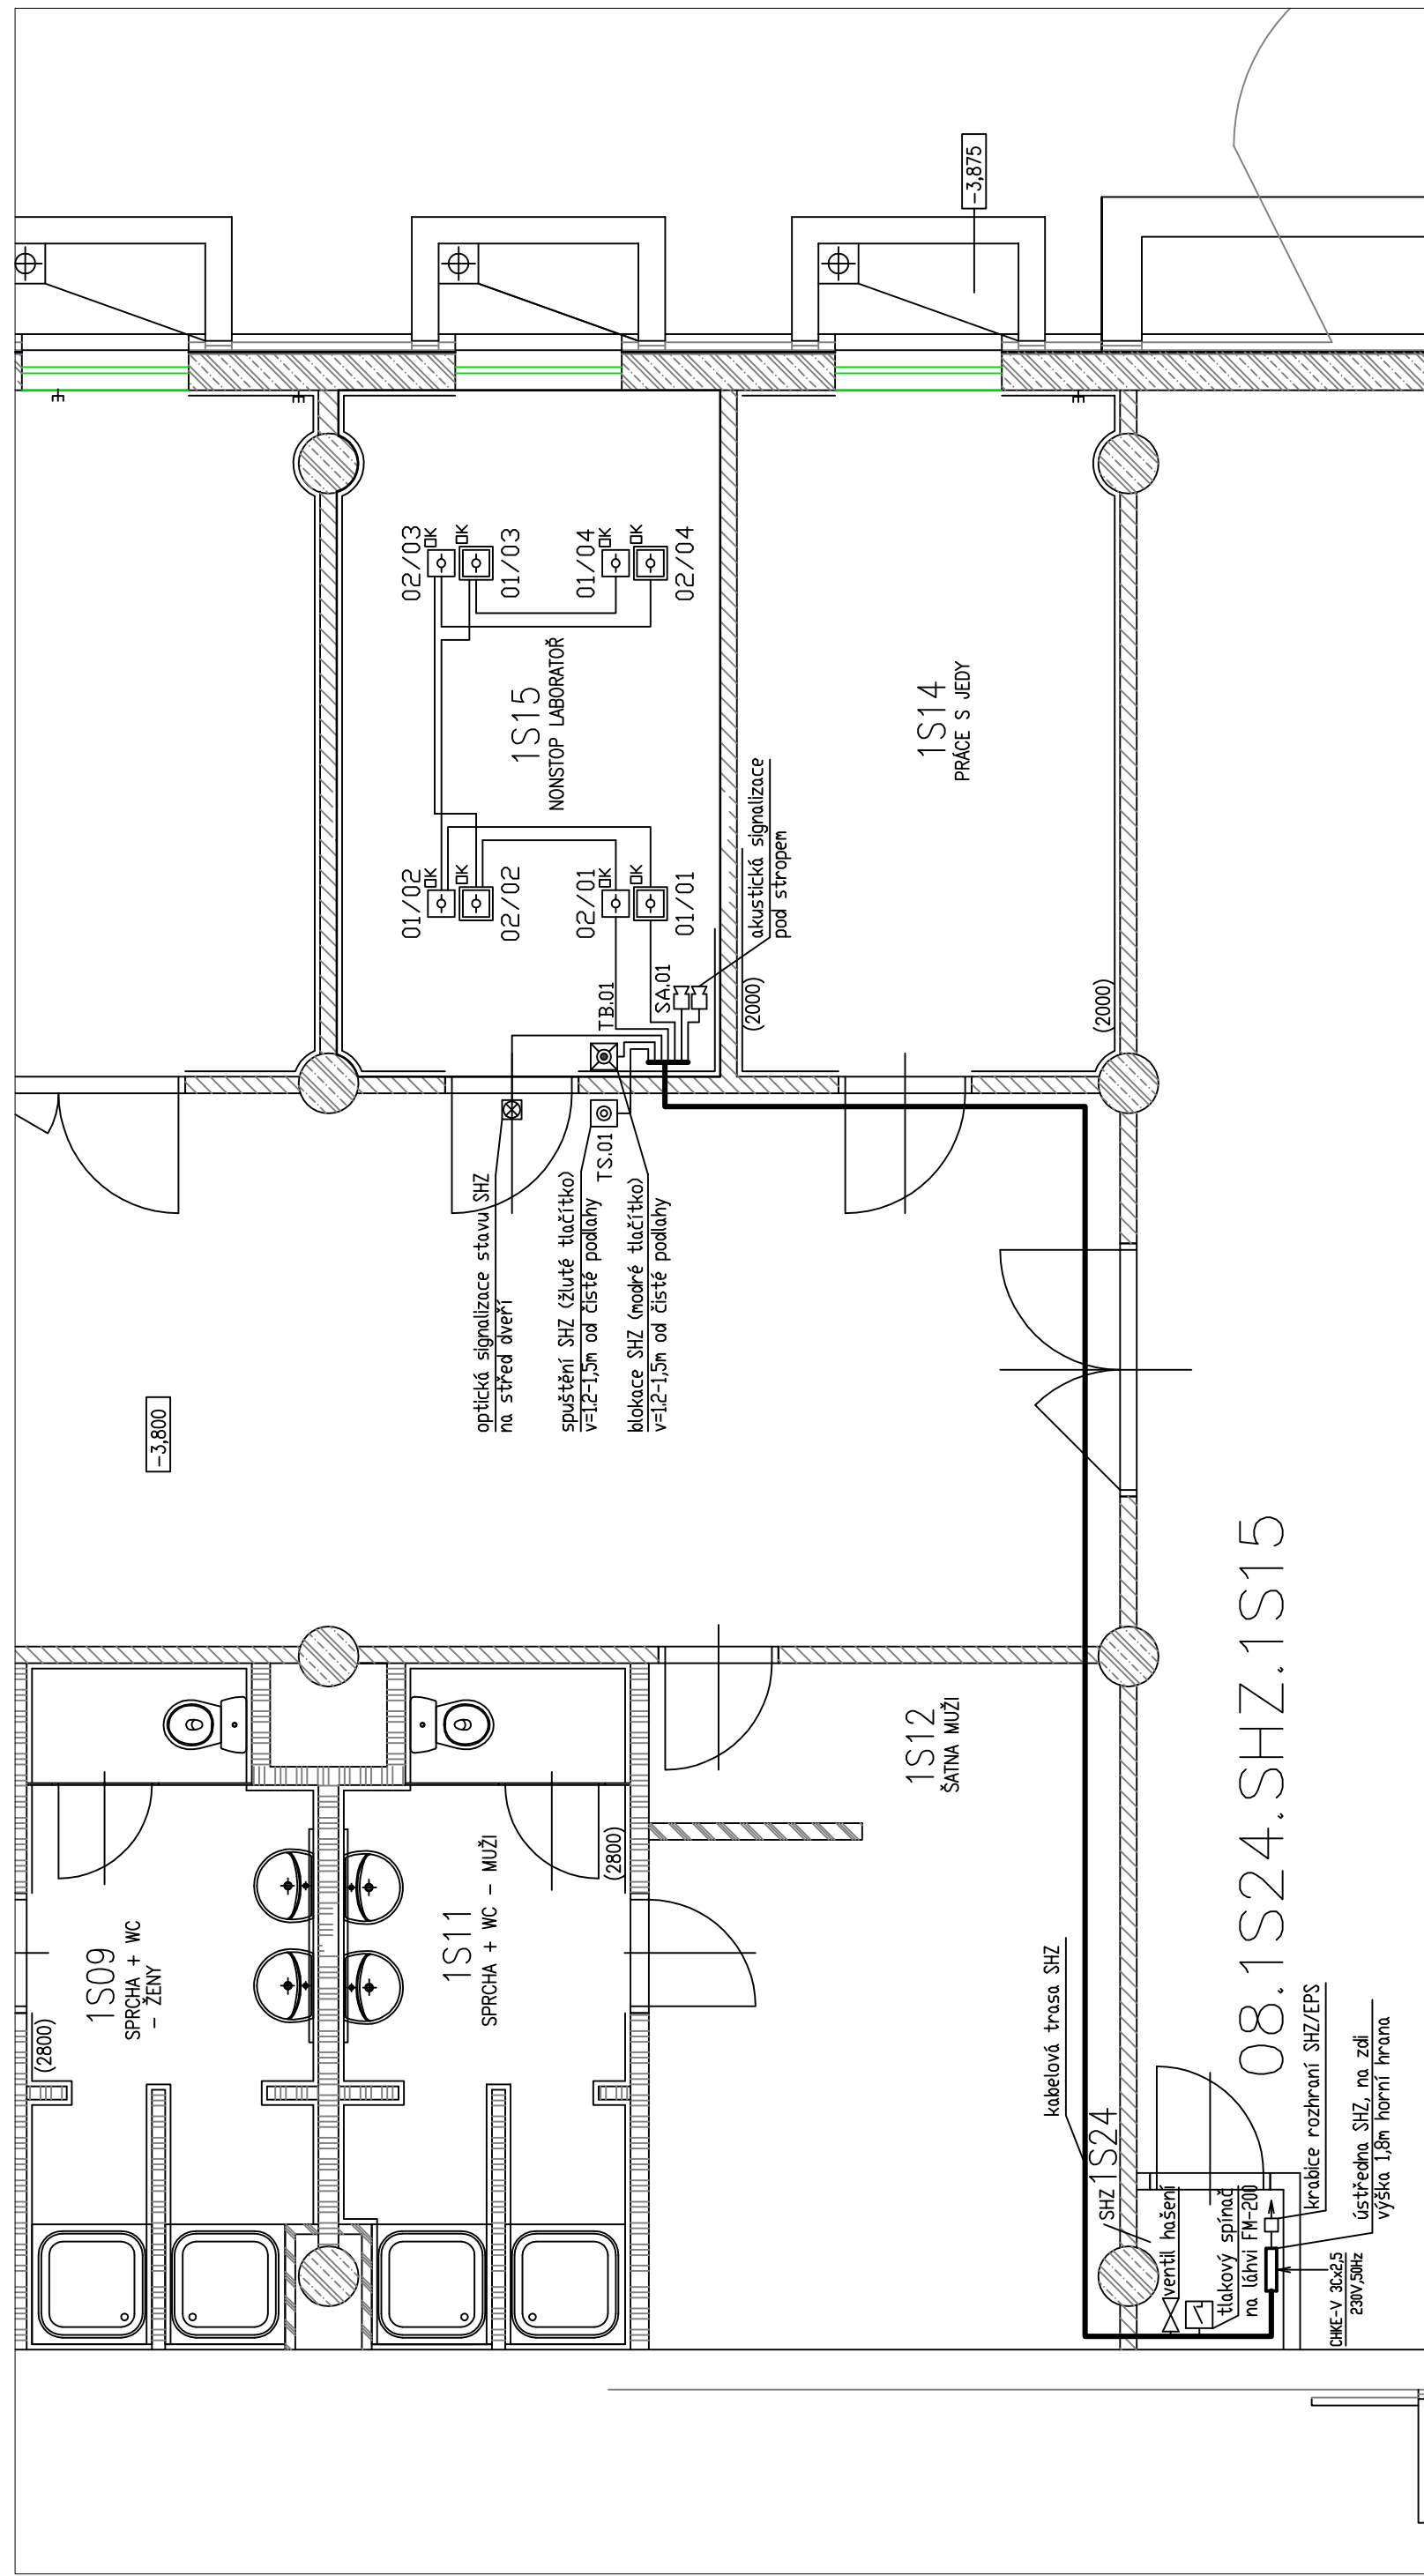 -3,875
02/03
K
K
01/03
01/04
K
K
02/04
1S15
NONSTOP LABORATOŘ
1S14
PRÁCE S JEDY
01/02
K
K
02/02
02/01
K
K
01/01
akustická signalizace
pod stropem
TB.01
SA.01
(2000)
(2000)
TS.01
optická signalizace stavu SHZ
na střed dveří
spuštění SHZ (žluté tlačítko)
v=1.2-1,5m od čisté podlahy
blokace SHZ (modré tlačítko)
v=1.2-1,5m od čisté podlahy
-3,800
08.1S24.SHZ.1S15
1S12
ŠATNA MUŽI
(2800)
1S09
SPRCHA + WC
- ŽENY
(2800)
1S11
SPRCHA + WC - MUŽI
kabelová trasa SHZ
1S24
SHZ
ventil hašení
tlakový spínač
na láhvi FM-200
krabice rozhraní SHZ/EPS
ústředna SHZ, na zdi
výška 1,8m horní hrana
CHKE-V 3Cx2,5
230V,50Hz